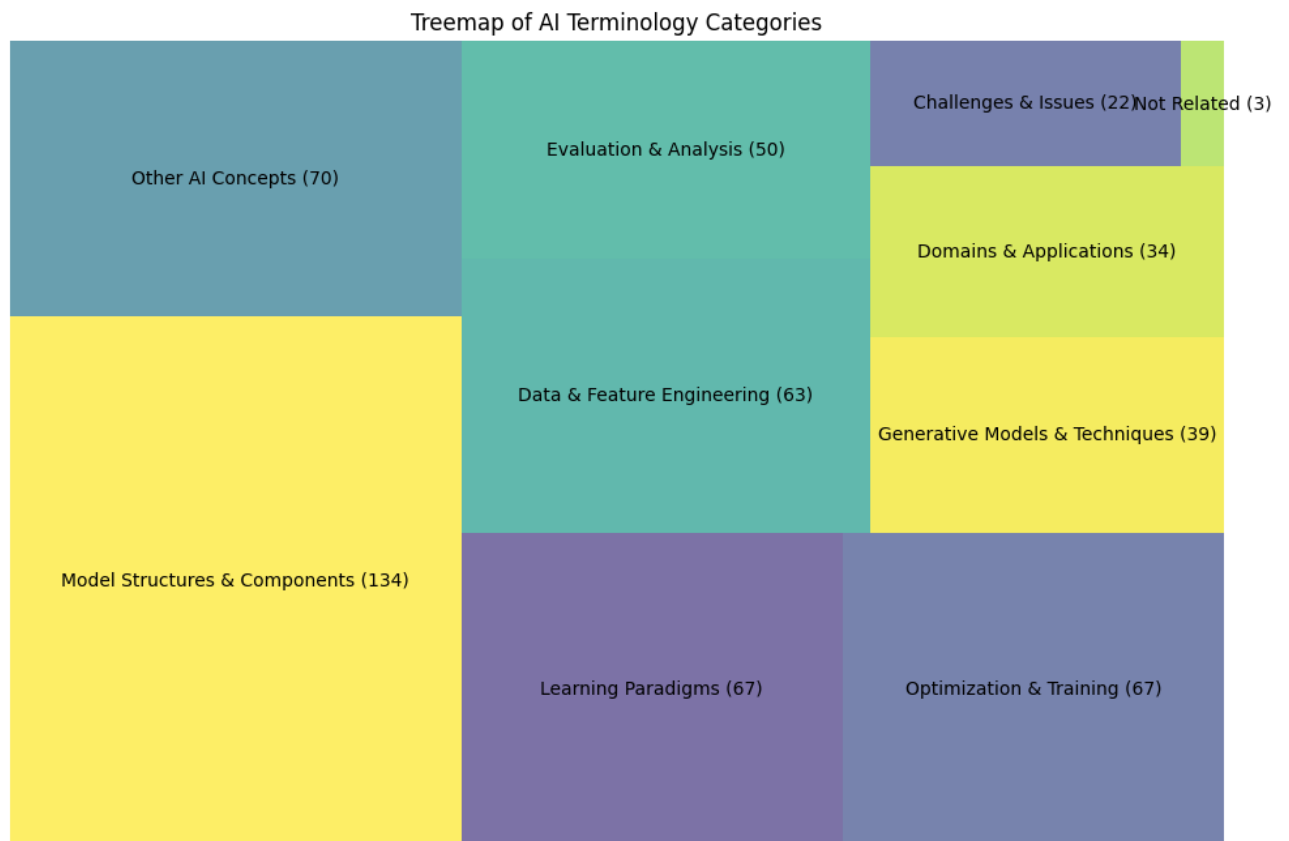 Treemap of AI Terminology Categories
Other AI Concepts (70)
Evaluation & Analysis (50)
Challenges & Issues (22)
Not Related (3)
Domains & Applications (34)
Data & Feature Engineering (63)
Generative Models & Techniques (39)
Model Structures & Components (134)
Learning Paradigms (67)
Optimization & Training (67)